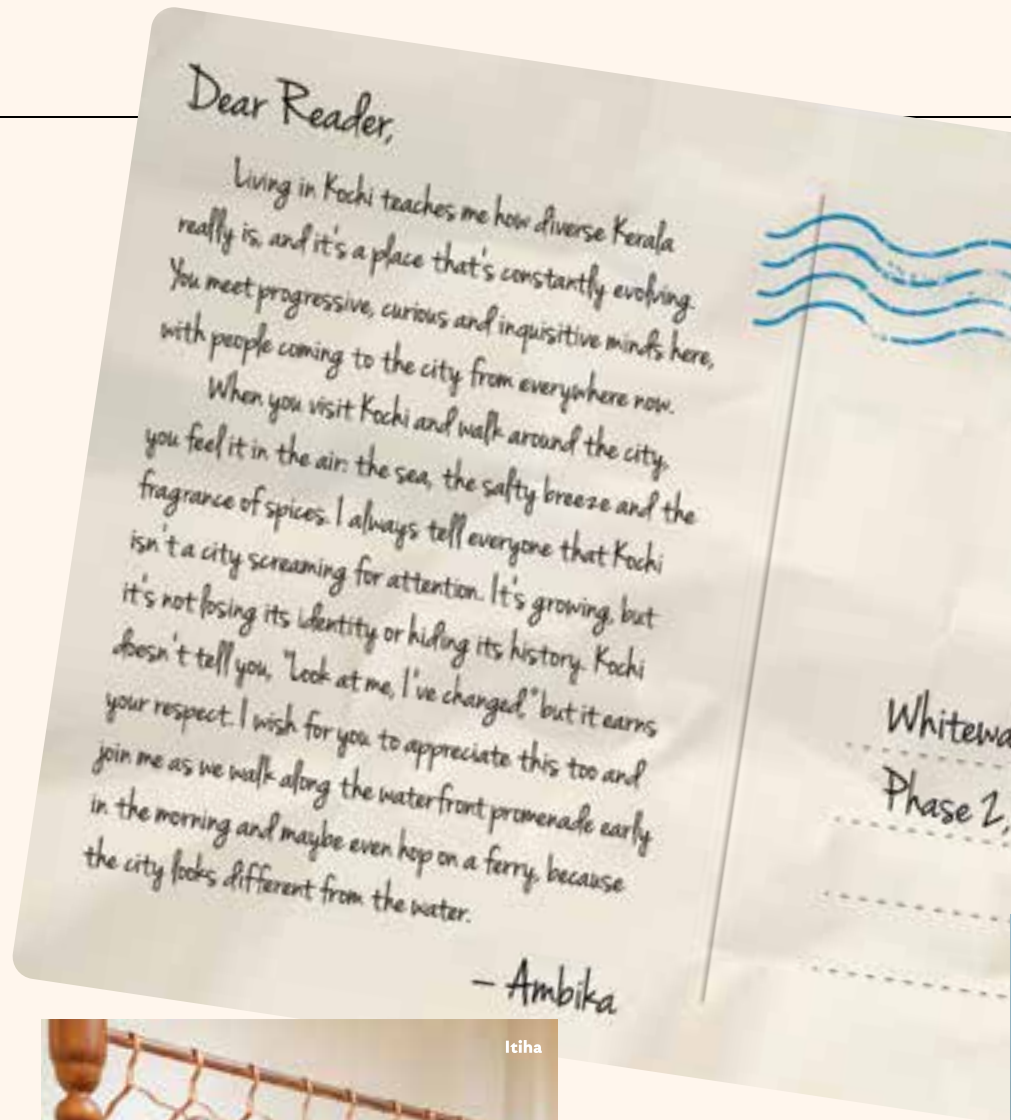 Dear Reader,
Living in Kochi teaches me how diverse Kerala
really is, and it's a place that's constantly evolving.
You meet progressive, curious and inquisitive minds here,
with people coming to the city from everywhere now.
When you visit Kochi and walk around the city,
you feel it in the air: the sea, the salty breeze and the
fragrance of spices. I always tell everyone that Kochi
isn't a city screaming for attention. It's growing, but
it's not losing its identity or hiding its history. Kochi
doesn't tell you, "Look at me, I've changed," but it earns
your respect. I wish for you to appreciate this too and
join me as we walk along the waterfront promenade early
in the morning and maybe even hop on a ferry, because
the city looks different from the water.
– Ambika
Phase 2,
Itiha